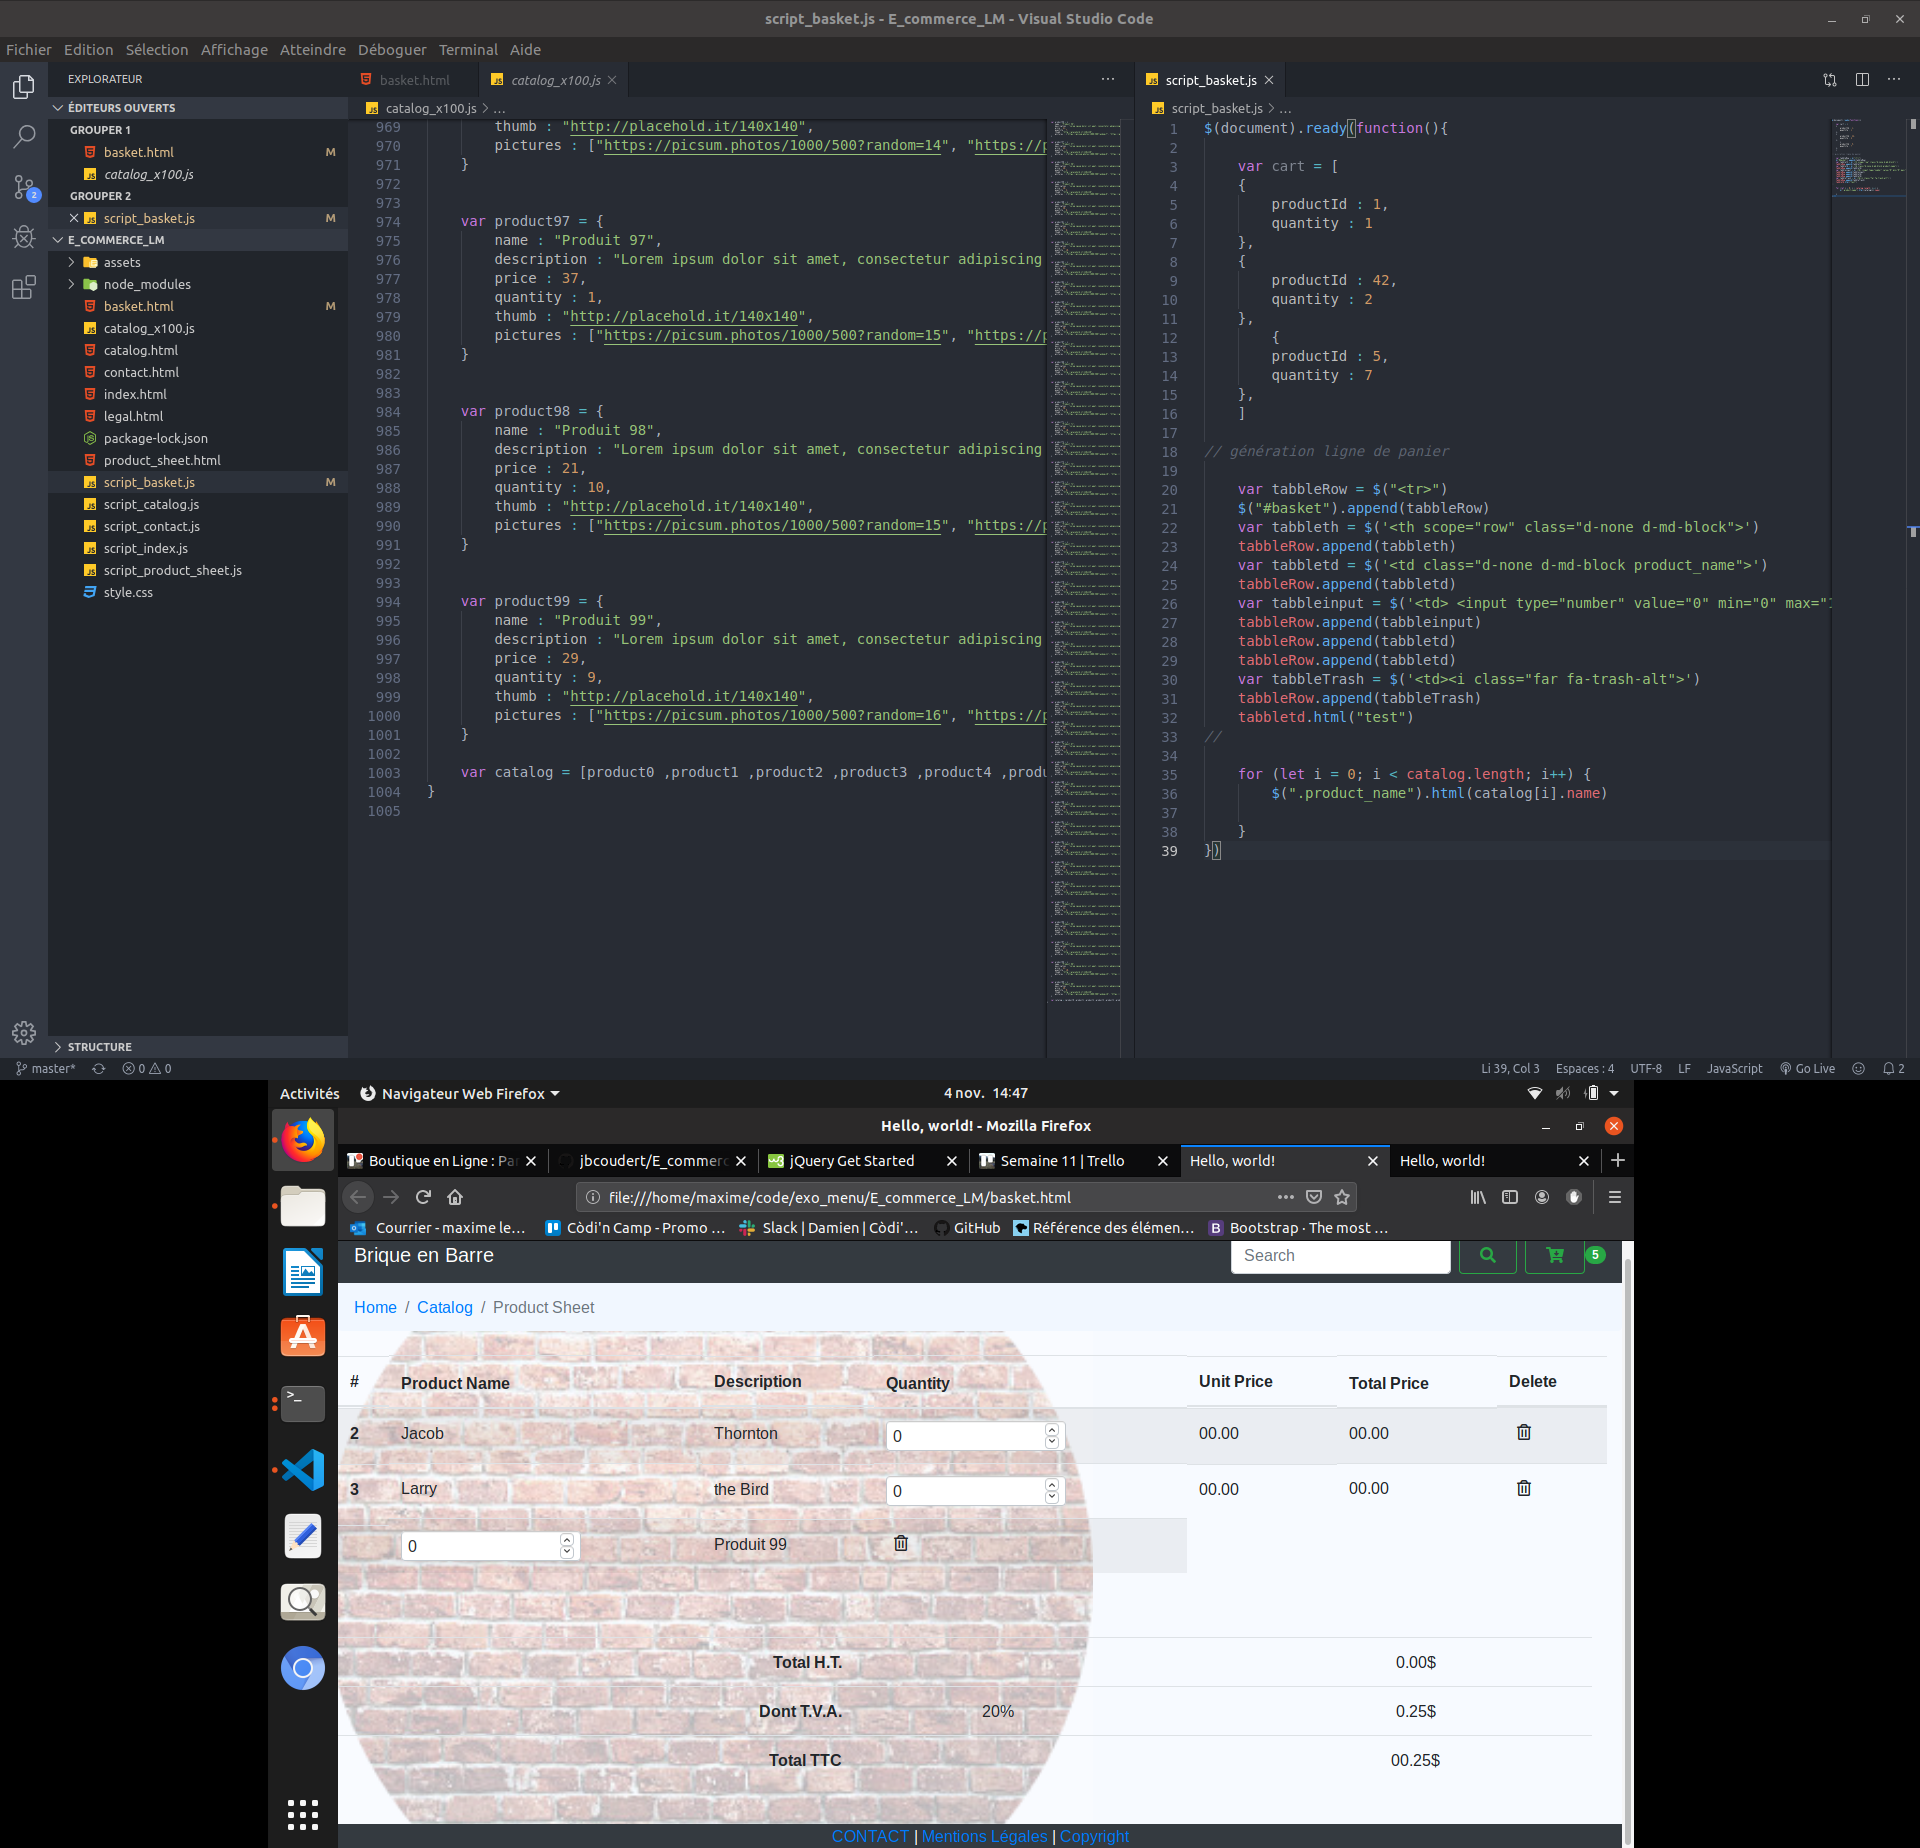 script_basket.js - E_commerce_LM - Visual Studio Code
Fichier Edition Sélection Affichage Atteindre Déboguer Terminal Aide
EXPLORATEUR
ÉDITEURS OUVERTS
GROUPER 1
basket.html M
catalog_x100.js
GROUPER 2
script_basket.js M
E_COMMERCE_LM
assets
node_modules
basket.html M
catalog_x100.js
catalog.html
contact.html
index.html
legal.html
package-lock.json
product_sheet.html
script_basket.js M
script_catalog.js
script_contact.js
script_index.js
script_product_sheet.js
style.css
STRUCTURE
2
basket.html catalog_x100.js
catalog_x100.js > ...
969 thumb : "http://placehold.it/140x140",
970 pictures : ["https://picsum.photos/1000/500?random=14", "https://p
971 }
972
973
974 var product97 = {
975 name : "Produit 97",
976 description : "Lorem ipsum dolor sit amet, consectetur adipiscing
977 price : 37,
978 quantity : 1,
979 thumb : "http://placehold.it/140x140",
980 pictures : ["https://picsum.photos/1000/500?random=15", "https://p
981 }
982
983
984 var product98 = {
985 name : "Produit 98",
986 description : "Lorem ipsum dolor sit amet, consectetur adipiscing
987 price : 21,
988 quantity : 10,
989 thumb : "http://placehold.it/140x140",
990 pictures : ["https://picsum.photos/1000/500?random=15", "https://p
991 }
992
993
994 var product99 = {
995 name : "Produit 99",
996 description : "Lorem ipsum dolor sit amet, consectetur adipiscing
997 price : 29,
998 quantity : 9,
999 thumb : "http://placehold.it/140x140",
1000 pictures : ["https://picsum.photos/1000/500?random=16", "https://p
1001 }
1002
1003 var catalog = [product0 ,product1 ,product2 ,product3 ,product4 ,produ
1004 }
1005
script_basket.js
script_basket.js > ...
1 $(document).ready(function(){
2
3 var cart = [
4 {
5 productId : 1,
6 quantity : 1
7 },
8 {
9 productId : 42,
10 quantity : 2
11 },
12 {
13 productId : 5,
14 quantity : 7
15 },
16 ]
17
18 // génération ligne de panier
19
20 var tabbleRow = $("<tr>")
21 $("#basket").append(tabbleRow)
22 var tabbleth = $('<th scope="row" class="d-none d-md-block">')
23 tabbleRow.append(tabbleth)
24 var tabbletd = $('<td class="d-none d-md-block product_name">')
25 tabbleRow.append(tabbletd)
26 var tabbleinput = $('<td> <input type="number" value="0" min="0" max="1
27 tabbleRow.append(tabbleinput)
28 tabbleRow.append(tabbletd)
29 tabbleRow.append(tabbletd)
30 var tabbleTrash = $('<td><i class="far fa-trash-alt">')
31 tabbleRow.append(tabbleTrash)
32 tabbletd.html("test")
33 //
34
35 for (let i = 0; i < catalog.length; i++) {
36 $(".product_name").html(catalog[i].name)
37
38 }
39 })
master* 0 0 Li 39, Col 3 Espaces : 4 UTF-8 LF JavaScript Go Live 2
Activités Navigateur Web Firefox 4 nov. 14:47
Hello, world! - Mozilla Firefox
Boutique en Ligne : Pa jbcoudert/E_commerc jQuery Get Started Semaine 11 | Trello Hello, world! Hello, world!
file:///home/maxime/code/exo_menu/E_commerce_LM/basket.html
Courrier - maxime le... Còdi'n Camp - Promo ... Slack | Damien | Còdi'... GitHub Référence des élémen... Bootstrap · The most ...
Brique en Barre Search 5
Home / Catalog / Product Sheet
# Product Name Description Quantity Unit Price Total Price Delete
2 Jacob Thornton 0 00.00 00.00
3 Larry the Bird 0 00.00 00.00
0 Produit 99
Total H.T. 0.00$
Dont T.V.A. 20% 0.25$
Total TTC 00.25$
CONTACT | Mentions Légales | Copyright